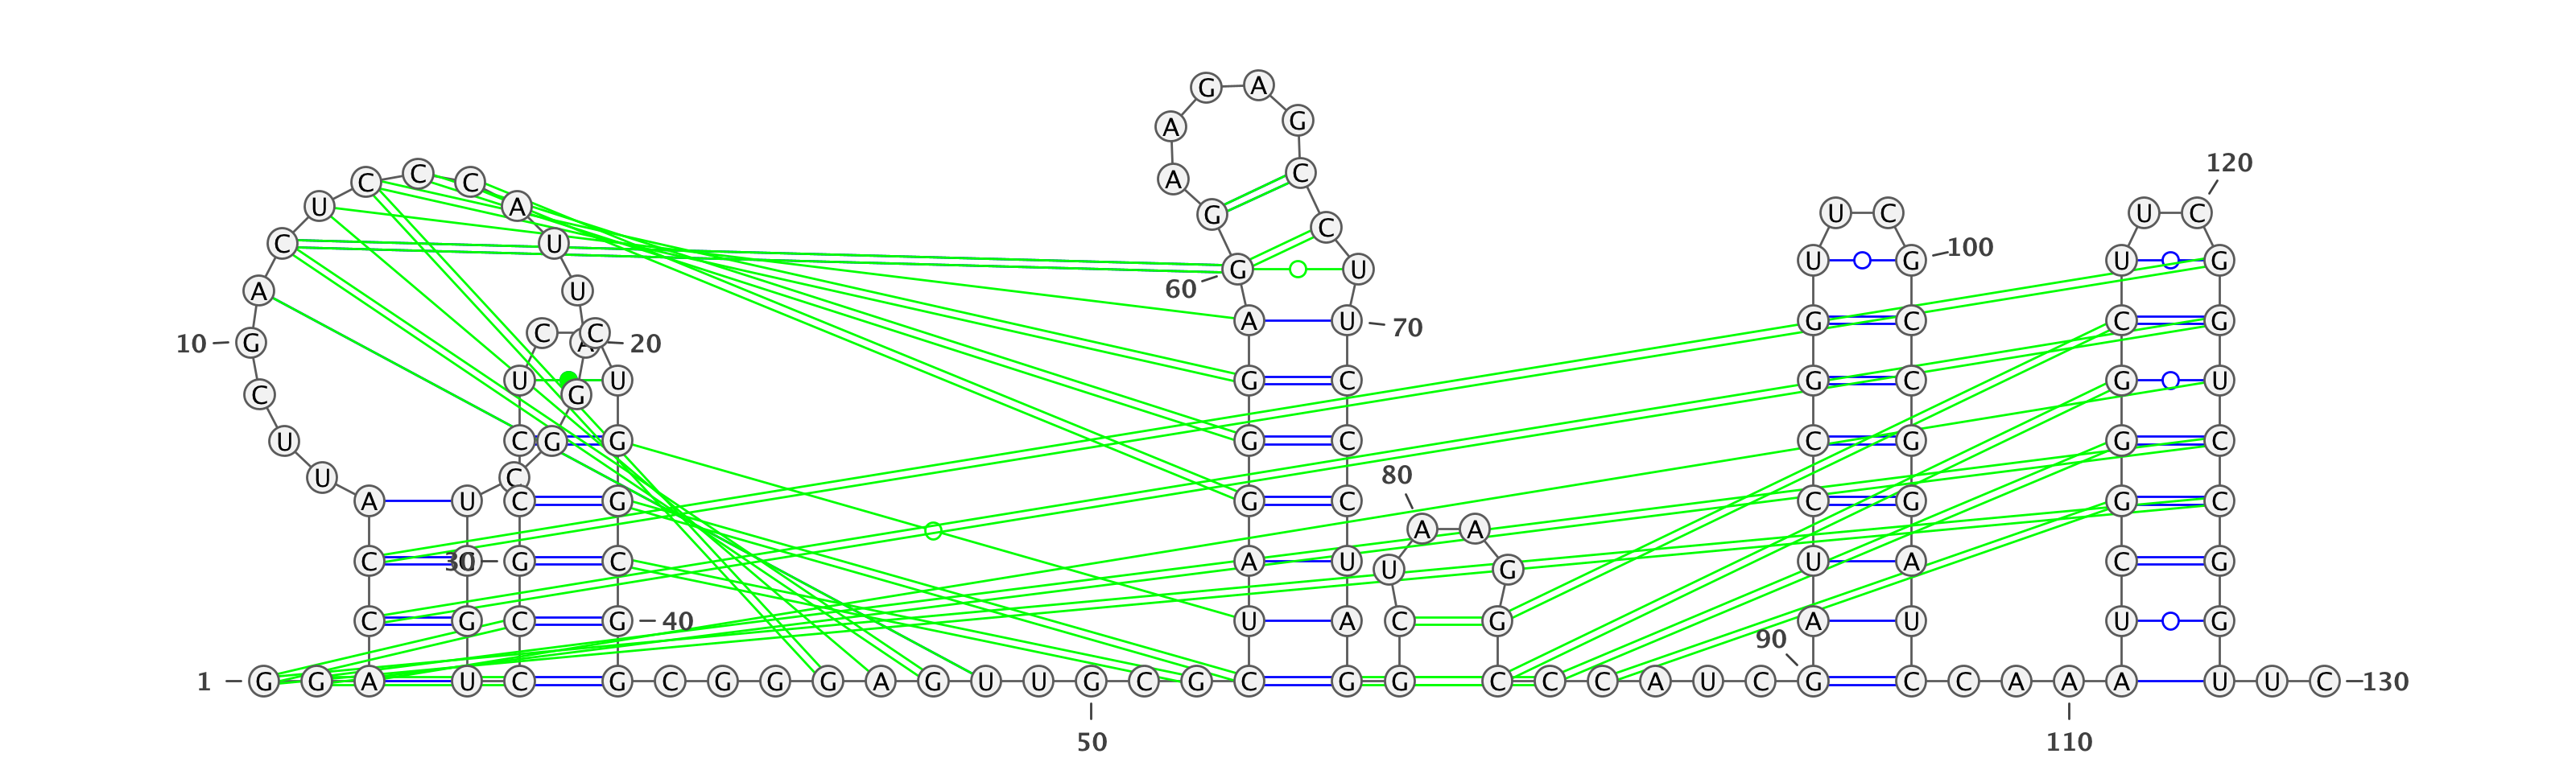 G A
A G
120
C C C A C
U A G U C U C
C
C U 100
G U U G U G
A U 60
A U 70 G C C G
10 G C A C 20
U U G C G C G U
C G
U C G G G C C G G C
U C 80
A U C G G C C G G C
A A
C C 30 G C A U U G U A C G
C G C G 40 U A C G A U U G
90
1 G G A U C G C G G G A G U U G C G C G G C C C A U C G C C A A A U U C 130
50 110